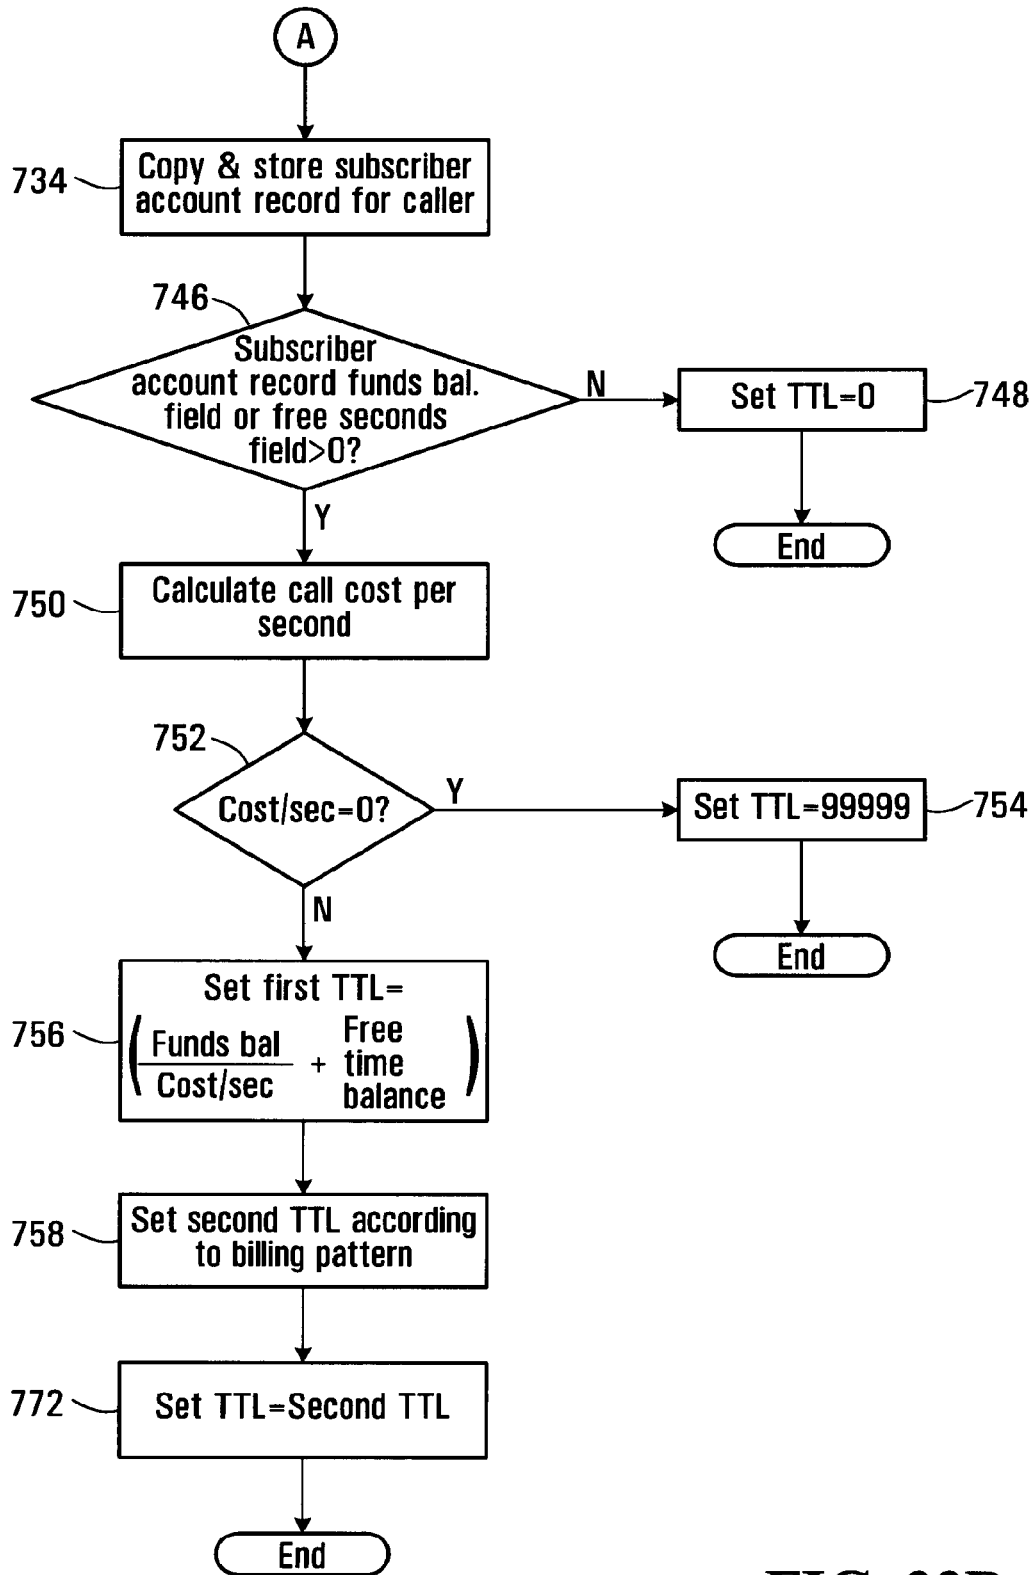 A
734
Copy & store subscriber
account record for caller
746
Subscriber
account record funds bal.
field or free seconds
field>0?
N
Set TTL=0
748
End
Y
750
Calculate call cost per
second
752
Cost/sec=0?
Y
Set TTL=99999
754
End
N
756
Set first TTL=
( Funds bal / Cost/sec + Free
time
balance )
758
Set second TTL according
to billing pattern
772
Set TTL=Second TTL
End